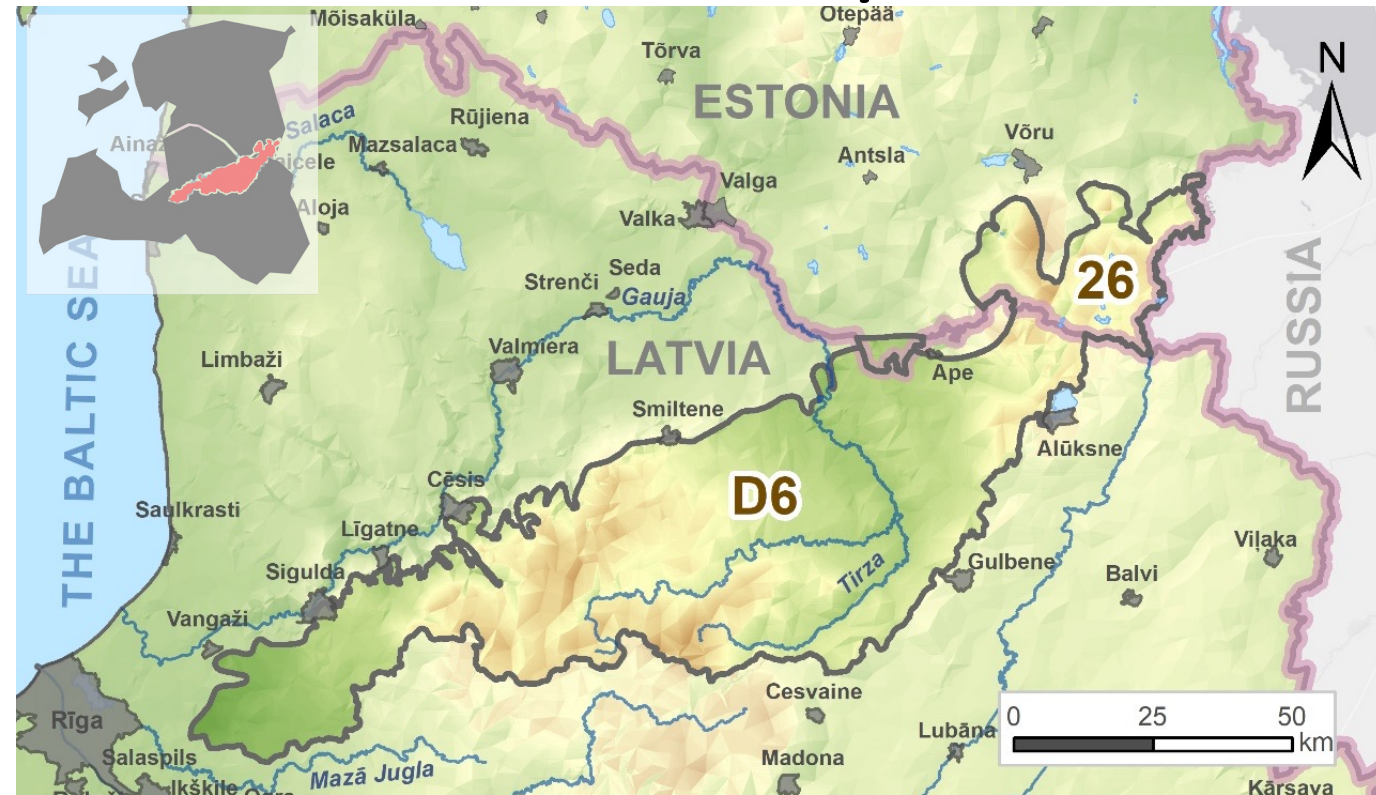 Mõisaküla
Otepää
Tõrva
N
ESTONIA
Rūjiena
Salaca
Mazsalaca
Võru
Antsla
Valga
Valka
Aloja
Seda
Strenči
Gauja
26
RUSSIA
THE BALTIC SEA
Valmiera
LATVIA
Limbaži
Ape
Smiltene
Alūksne
D6
Cēsis
Saulkrasti
Līgatne
Viļaka
Sigulda
Tirza
Gulbene
Balvi
Vangaži
Cesvaine
0 25 50
km
Rīga
Lubāna
Salaspils
Madona
Mazā Jugla
Ikšķile
Kārsava